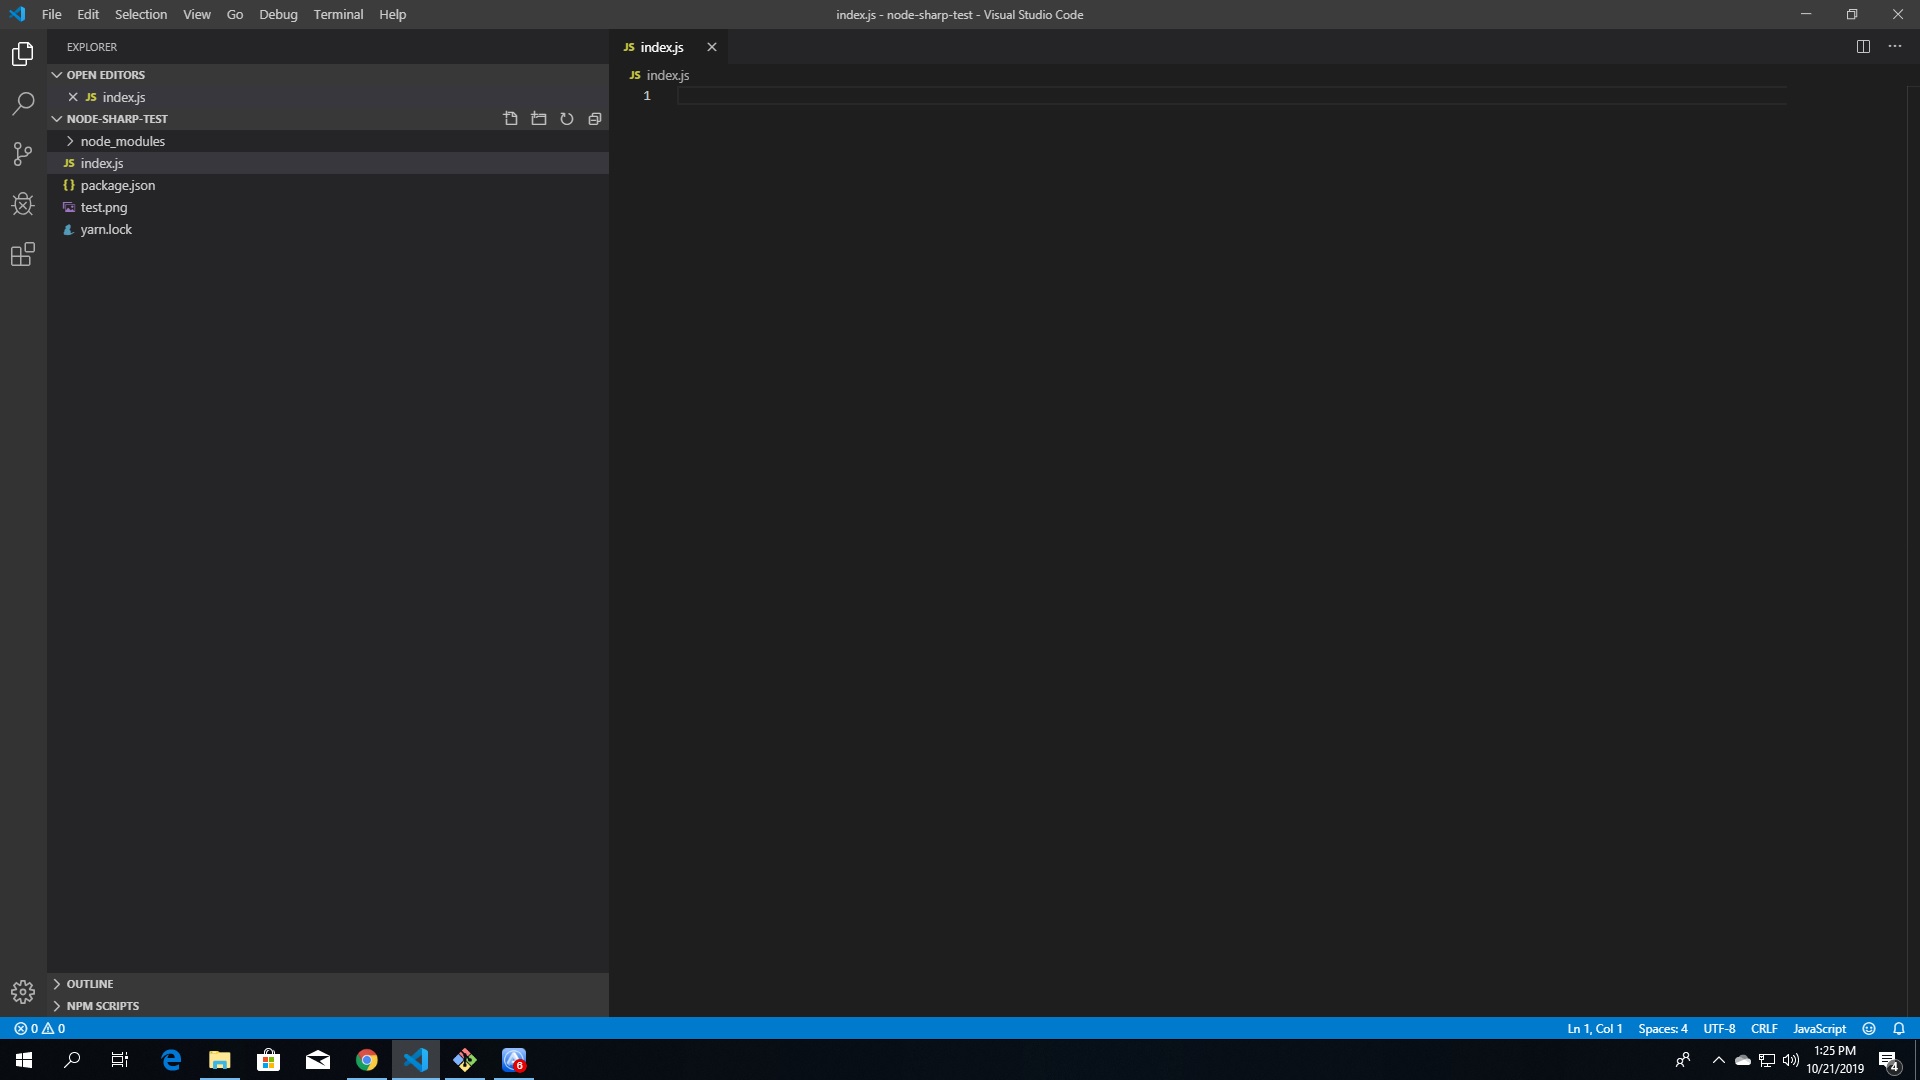 File Edit Selection View Go Debug Terminal Help
index.js - node-sharp-test - Visual Studio Code
EXPLORER
OPEN EDITORS
JS index.js
NODE-SHARP-TEST
node_modules
JS index.js
{} package.json
test.png
yarn.lock
OUTLINE
NPM SCRIPTS
JS index.js
JS index.js
1
0 0
Ln 1, Col 1 Spaces: 4 UTF-8 CRLF JavaScript
6
1:25 PM
10/21/2019
4